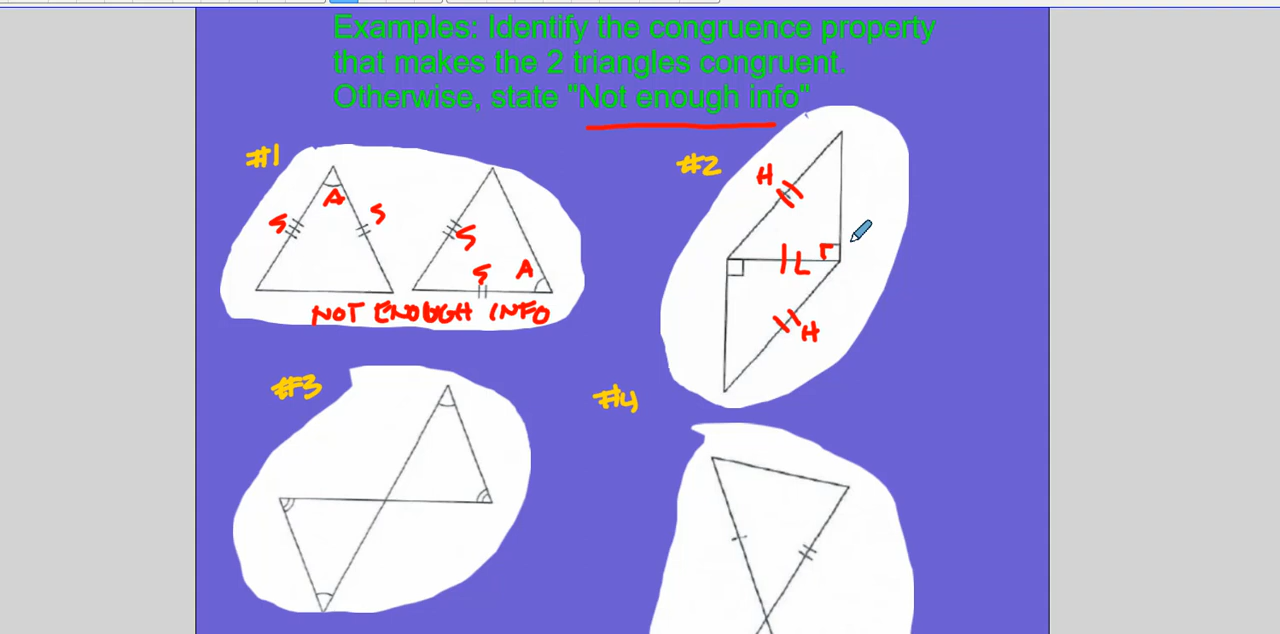 Examples: Identify the congruence property
that makes the 2 triangles congruent.
Otherwise, state "Not enough info"
#1
A
S
S
S
S
A
NOT ENOUGH INFO
#2
H
L
H
#3
#4